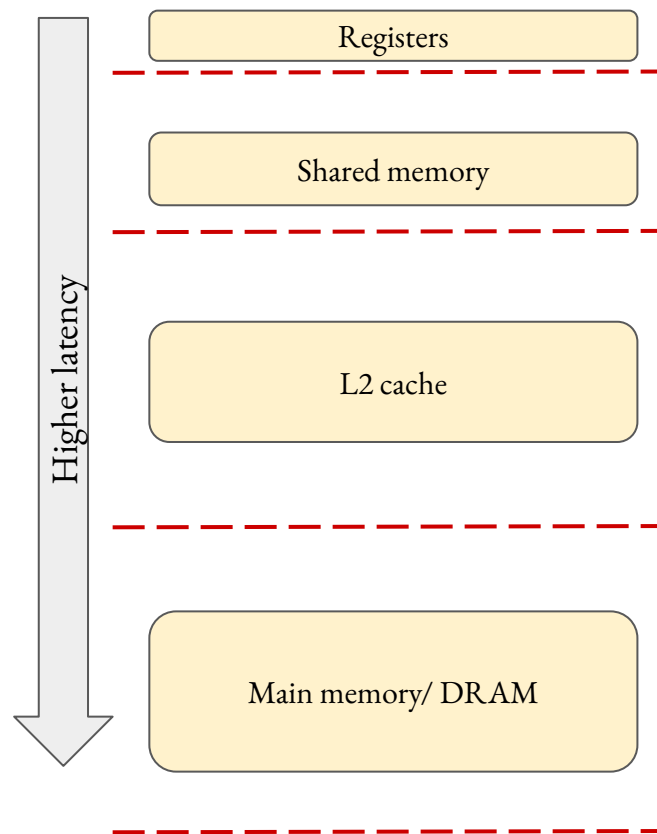 Registers
Shared memory
Higher latency
L2 cache
Main memory/ DRAM